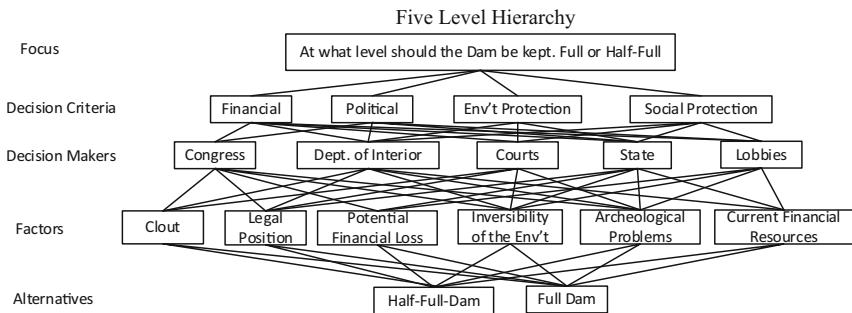 Five Level Hierarchy
Focus
At what level should the Dam be kept. Full or Half-Full
Decision Criteria
Financial
Political
Env't Protection
Social Protection
Decision Makers
Congress
Dept. of Interior
Courts
State
Lobbies
Factors
Clout
Legal
Position
Potential
Financial Loss
Inversibility
of the Env't
Archeological
Problems
Current Financial
Resources
Alternatives
Half-Full-Dam
Full Dam